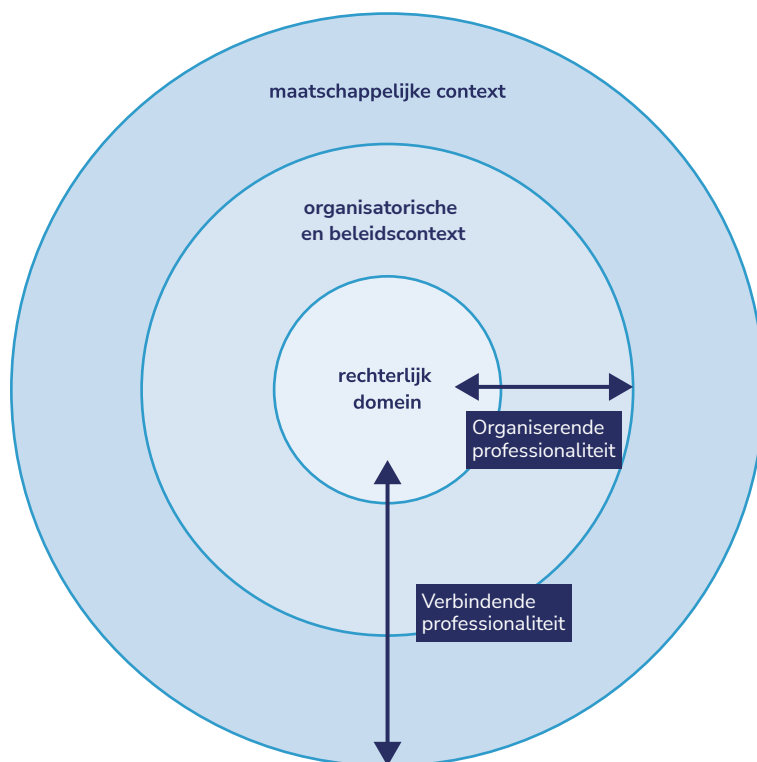 maatschappelijke context
organisatorische
en beleidscontext
rechterlijk
domein
Organiserende
professionaliteit
Verbindende
professionaliteit